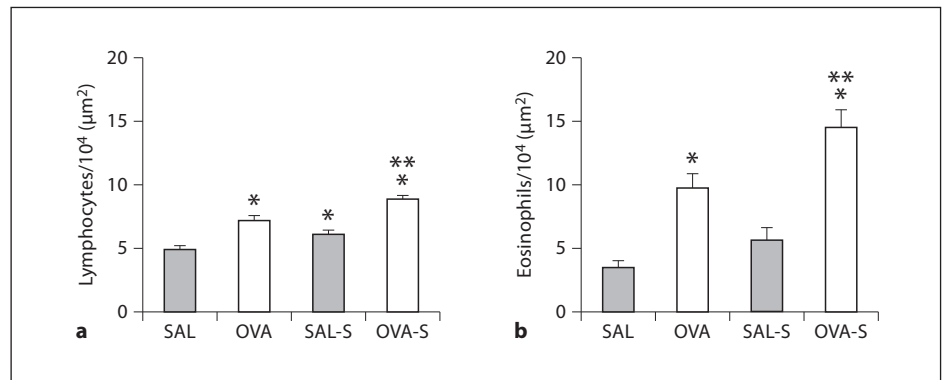 20
15
10
5
0
Lymphocytes/10⁴ (μm²)
*
*
**
*
a
SAL
OVA
SAL-S
OVA-S
20
15
10
5
0
Eosinophils/10⁴ (μm²)
*
**
*
b
SAL
OVA
SAL-S
OVA-S